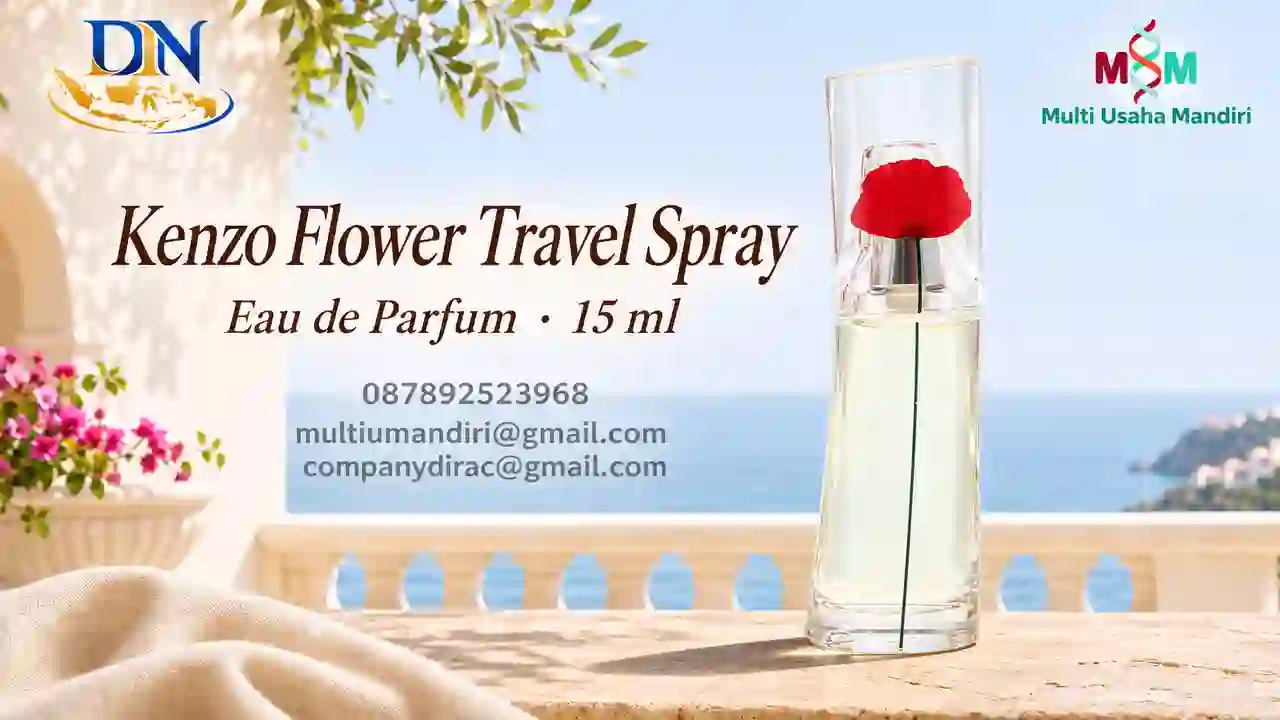 DN
MUM
Multi Usaha Mandiri
Kenzo Flower Travel Spray
Eau de Parfum · 15 ml
087892523968
multiumandiri@gmail.com
companydirac@gmail.com